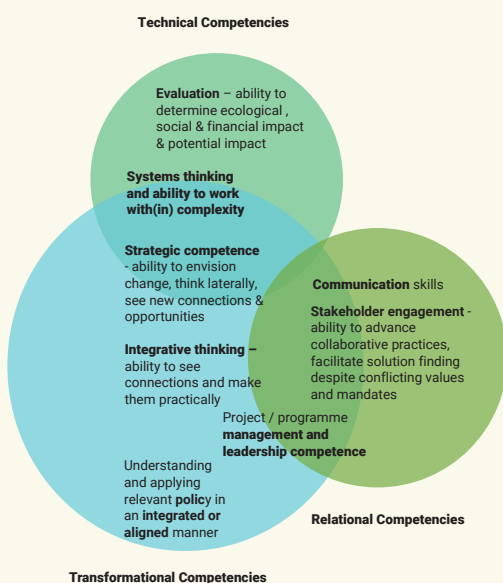 Technical Competencies
Evaluation – ability to
determine ecological ,
social & financial impact
& potential impact
Systems thinking
and ability to work
with(in) complexity
Strategic competence
- ability to envision
change, think laterally,
see new connections &
opportunities
Communication skills
Stakeholder engagement -
ability to advance
collaborative practices,
facilitate solution finding
despite conflicting values
and mandates
Integrative thinking –
ability to see
connections and make
them practically
Project / programme
management and
leadership competence
Understanding
and applying
relevant policy in
an integrated or
aligned manner
Relational Competencies
Transformational Competencies